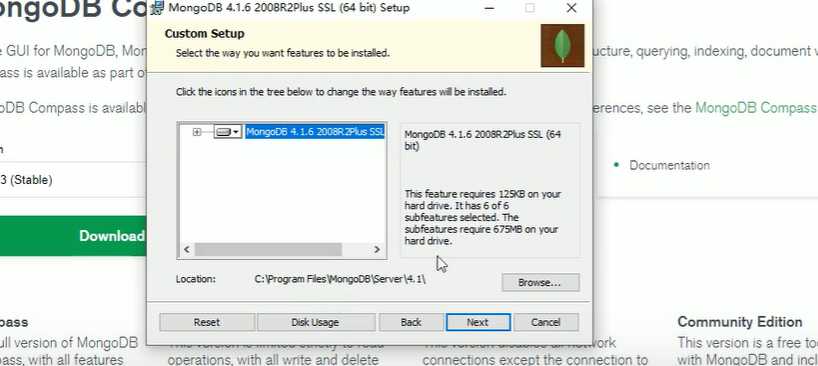 ongoDB Co
MongoDB 4.1.6 2008R2Plus SSL (64 bit) Setup
Custom Setup
Select the way you want features to be installed.
e GUI for MongoDB, Mon
ucture, querying, indexing, document v
pass is available as part of
Click the icons in the tree below to change the way features will be installed.
oDB Compass is availab
erences, see the MongoDB Compass
MongoDB 4.1.6 2008R2Plus SSL
MongoDB 4.1.6 2008R2Plus SSL (64
bit)
n
Documentation
3 (Stable)
This feature requires 125KB on your
hard drive. It has 6 of 6
subfeatures selected. The
subfeatures require 675MB on your
hard drive.
Download
Location:
C:\Program Files\MongoDB\Server\4.1\
Browse...
Reset
Disk Usage
Back
Next
Cancel
pass
ull version of MongoDB
pass, with all features
operations, with all write and delete
connections except the connection to
Community Edition
This version is a free too
with MongoDB and incl